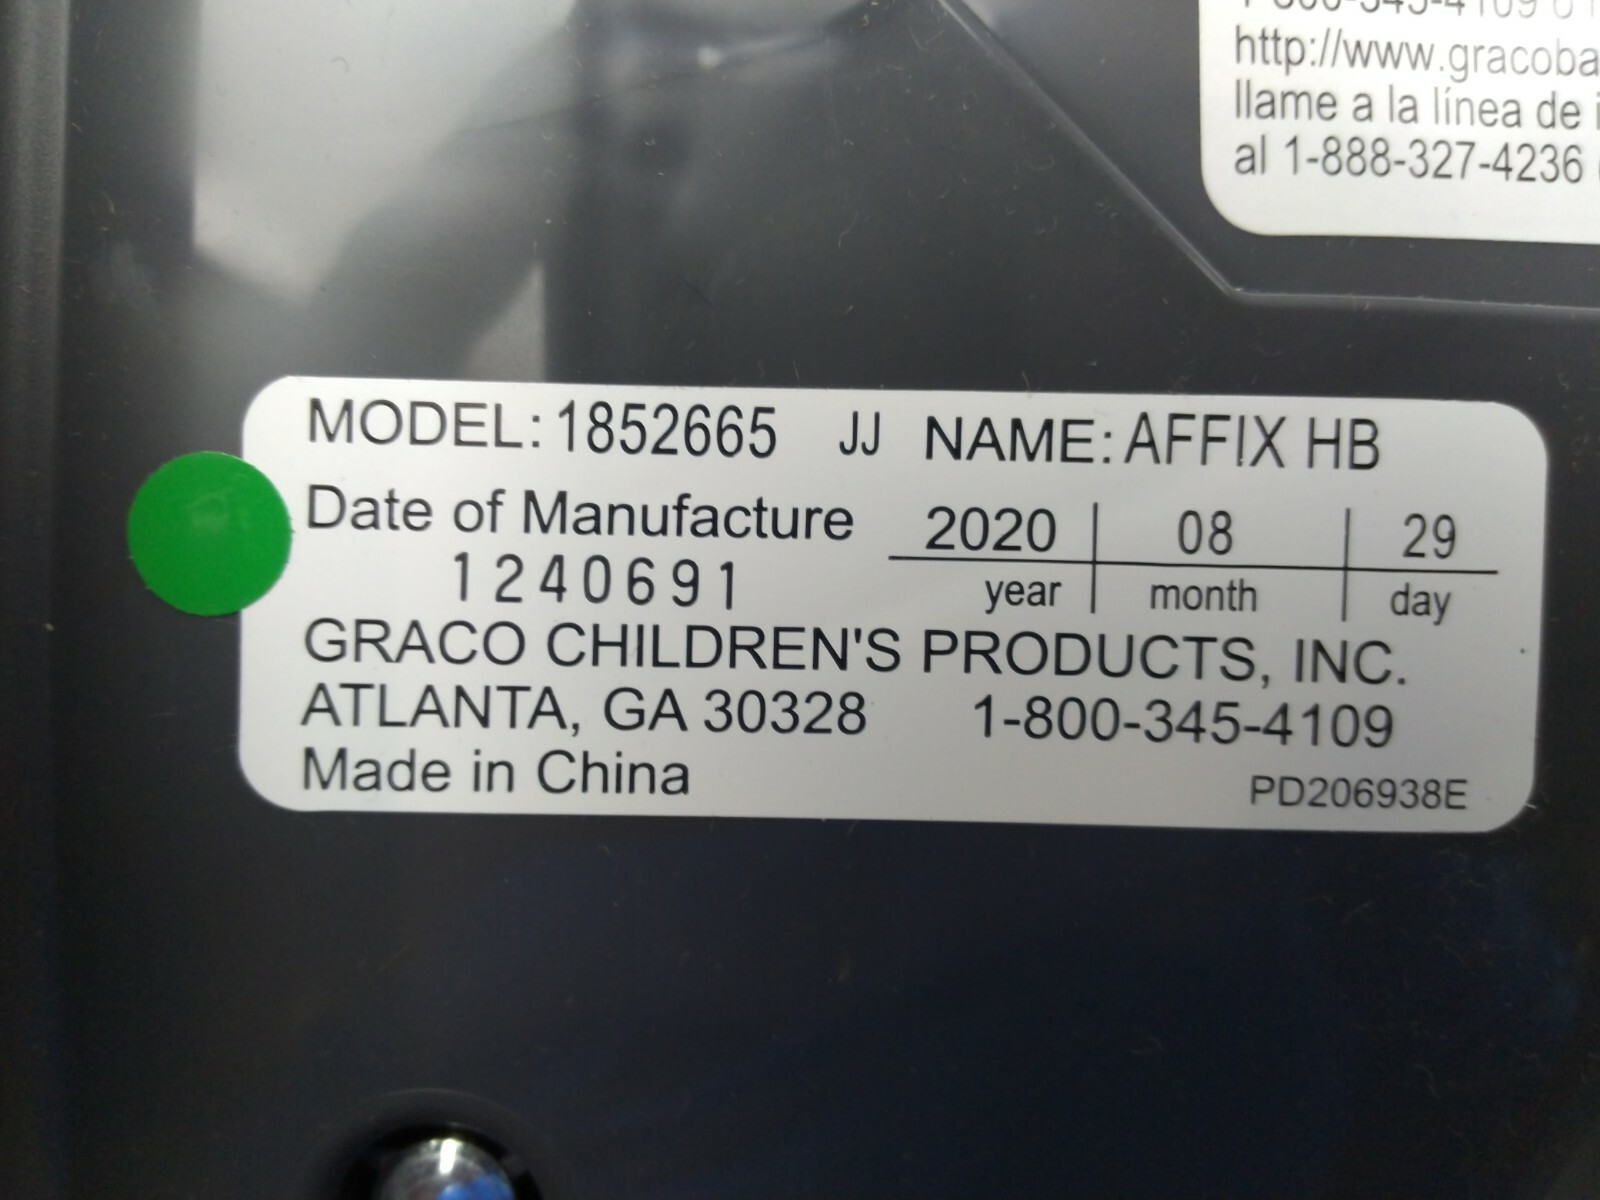 http://www.gracoba
llame a la línea de i
al 1-888-327-4236
MODEL: 1852665 JJ NAME: AFFIX HB
Date of Manufacture 2020 08 29
year month day
1240691
GRACO CHILDREN'S PRODUCTS, INC.
ATLANTA, GA 30328 1-800-345-4109
Made in China PD206938E